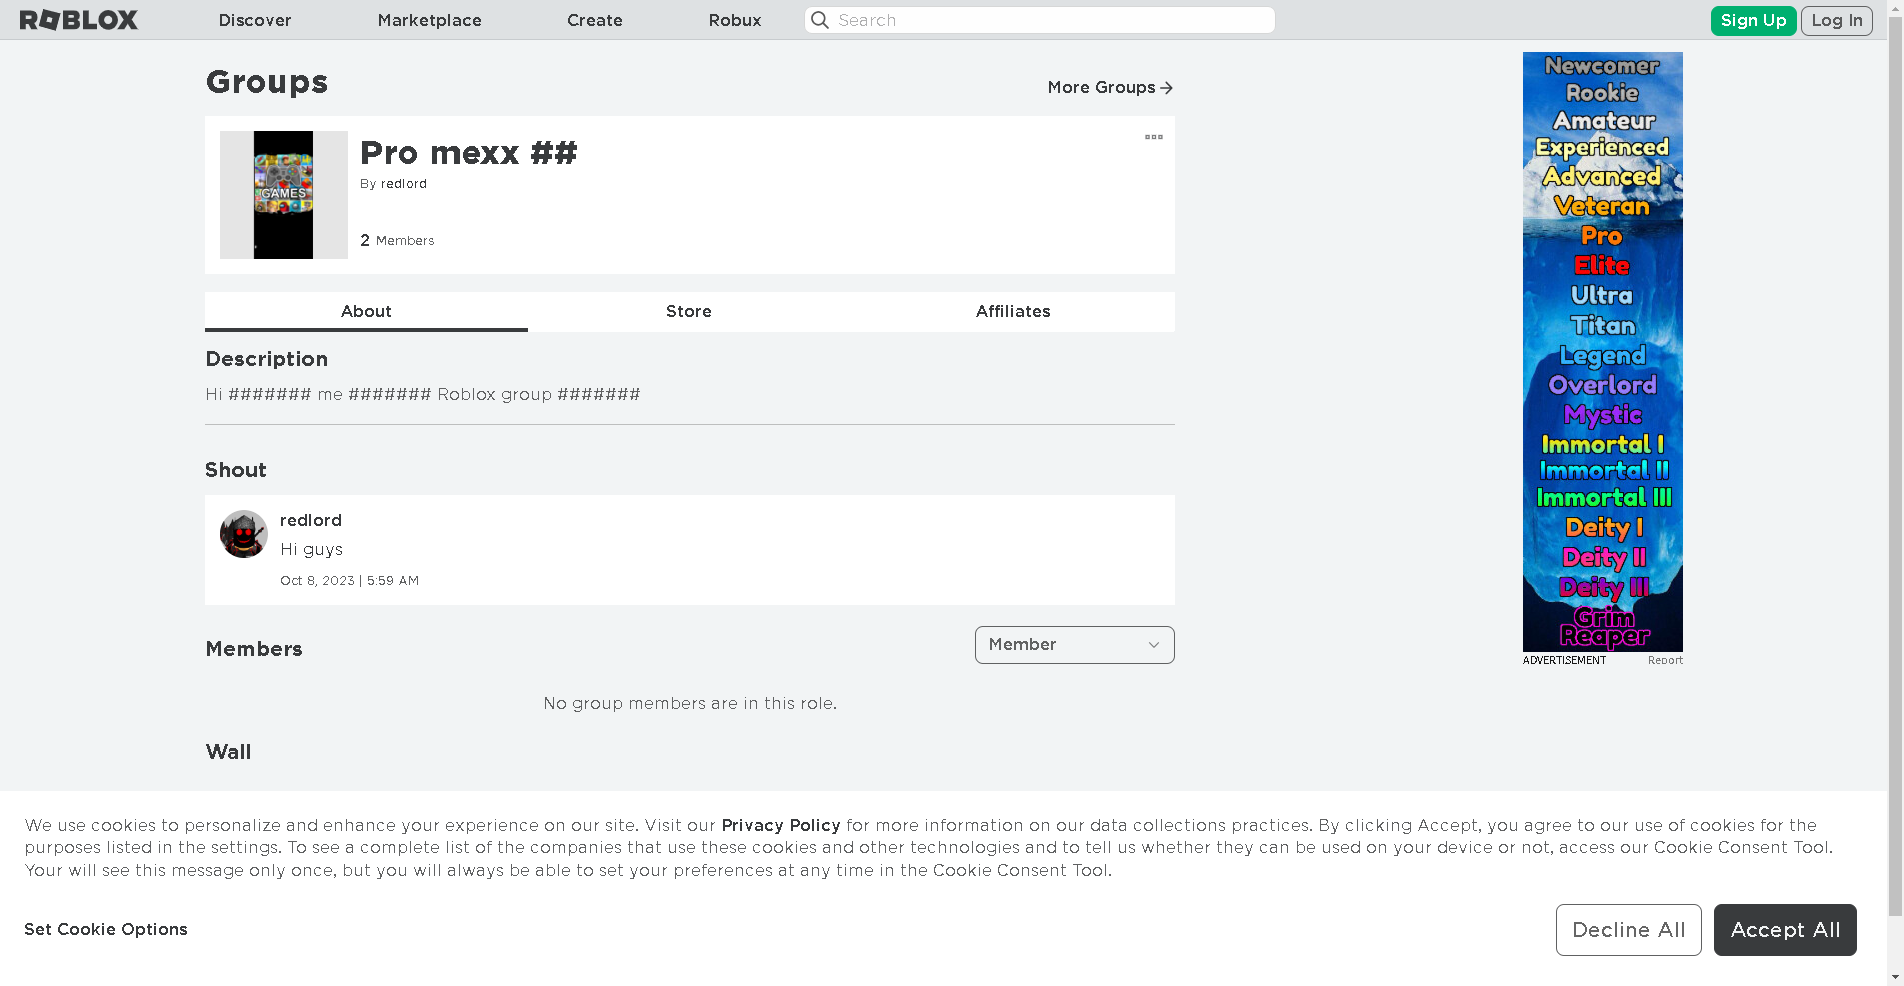 ROBLOX
Discover
Marketplace
Create
Robux
Search
Sign Up
Log In
Groups
More Groups
GAMES
Pro mexx ##
By redlord
2 Members
About
Store
Affiliates
Description
Hi ####### me ####### Roblox group #######
Shout
redlord
Hi guys
Oct 8, 2023 | 5:59 AM
Members
Member
No group members are in this role.
Wall
Newcomer
Rookie
Amateur
Experienced
Advanced
Veteran
Pro
Elite
Ultra
Titan
Legend
Overlord
Mystic
Immortal I
Immortal II
Immortal III
Deity I
Deity II
Deity III
Grim
Reaper
ADVERTISEMENT
Report
We use cookies to personalize and enhance your experience on our site. Visit our Privacy Policy for more information on our data collections practices. By clicking Accept, you agree to our use of cookies for the
purposes listed in the settings. To see a complete list of the companies that use these cookies and other technologies and to tell us whether they can be used on your device or not, access our Cookie Consent Tool.
Your will see this message only once, but you will always be able to set your preferences at any time in the Cookie Consent Tool.
Set Cookie Options
Decline All
Accept All